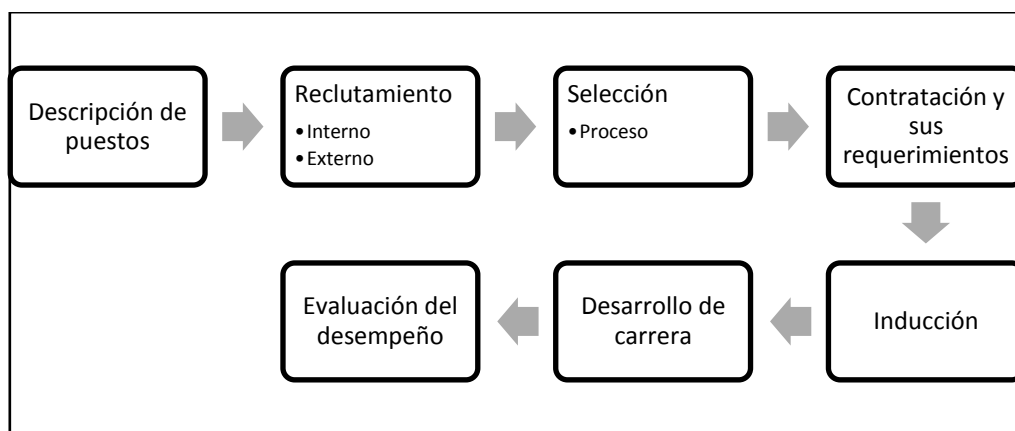 Descripción de
puestos
Reclutamiento
• Interno
• Externo
Selección
• Proceso
Contratación y
sus
requerimientos
Inducción
Desarrollo de
carrera
Evaluación del
desempeño